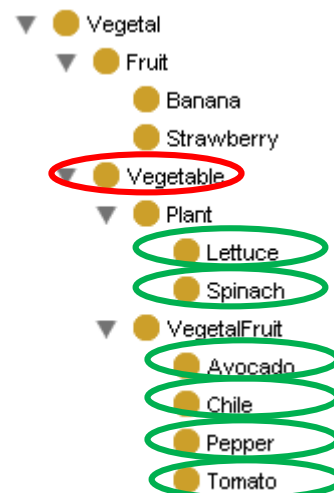 Vegetal
Fruit
Banana
Strawberry
Vegetable
Plant
Lettuce
Spinach
VegetalFruit
Avocado
Chile
Pepper
Tomato